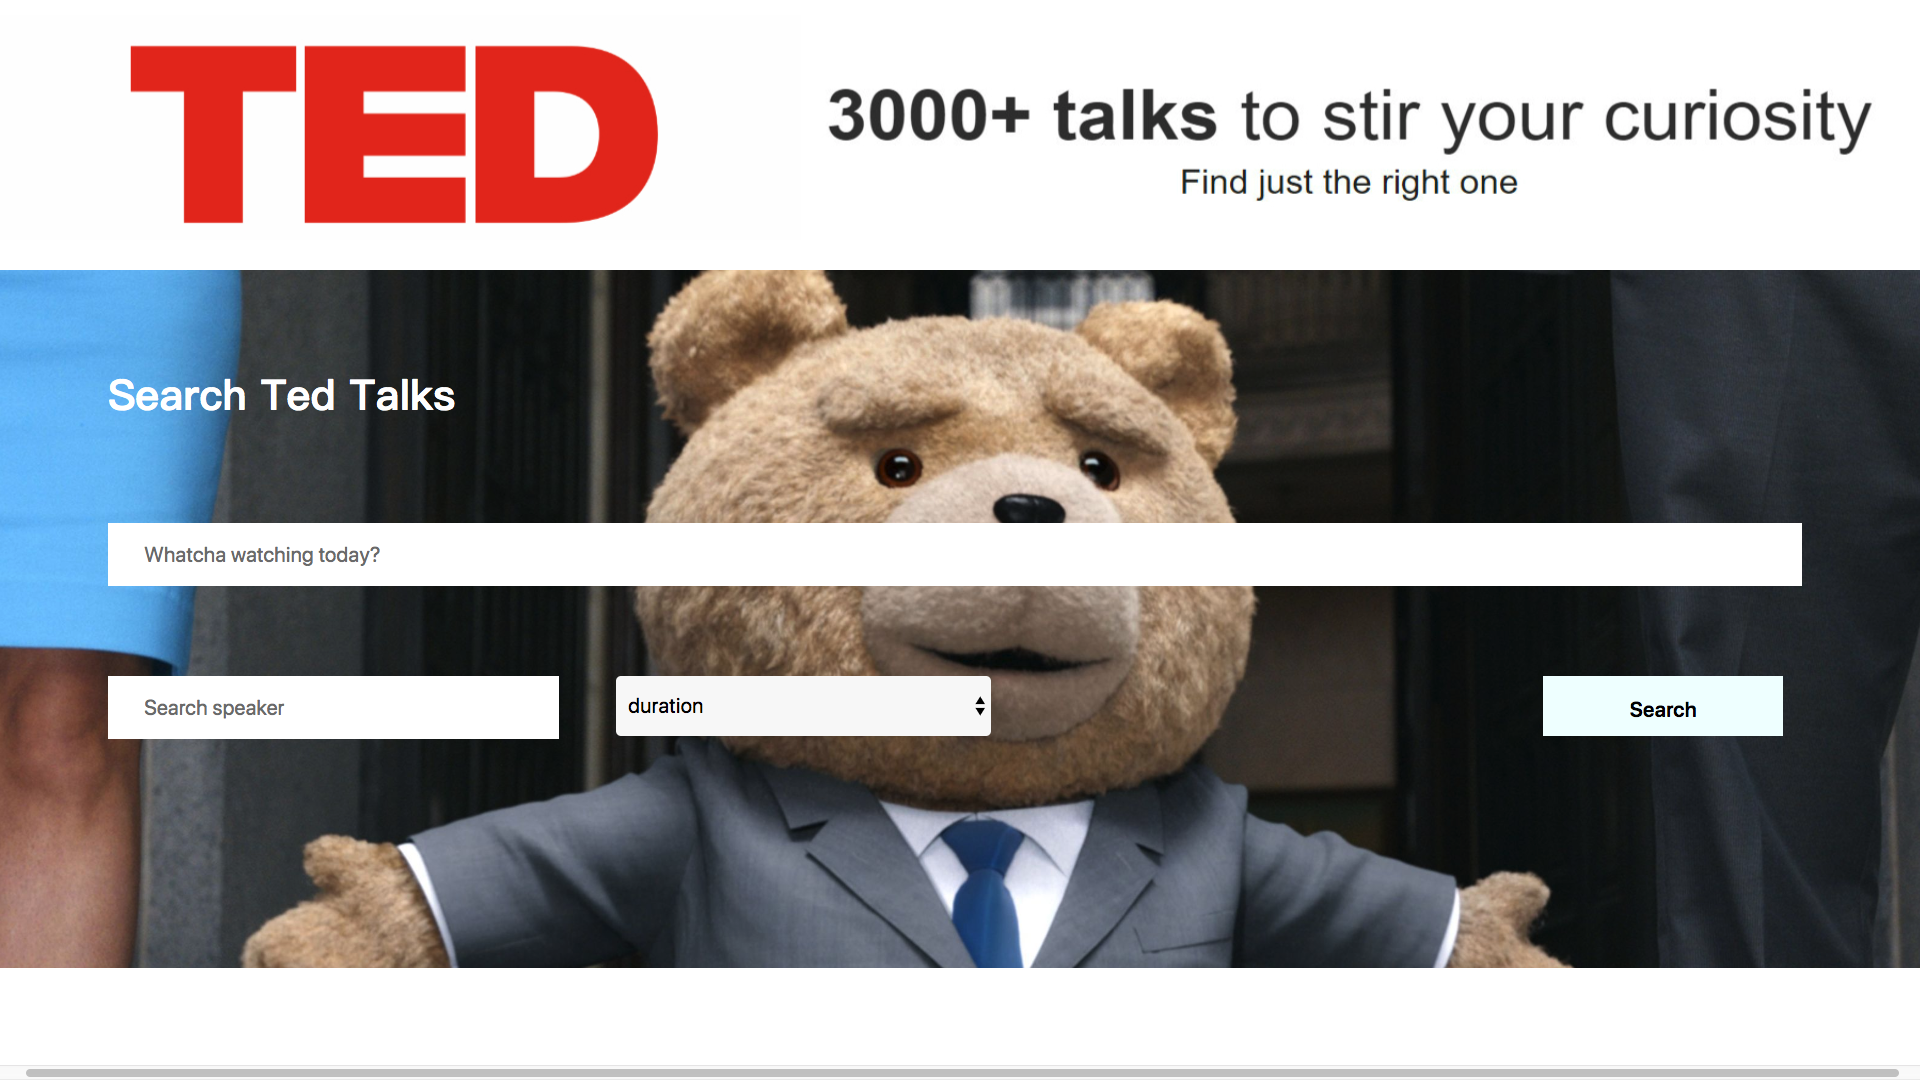 TED
3000+ talks to stir your curiosity
Find just the right one
Search Ted Talks
Whatcha watching today?
Search speaker
duration
Search